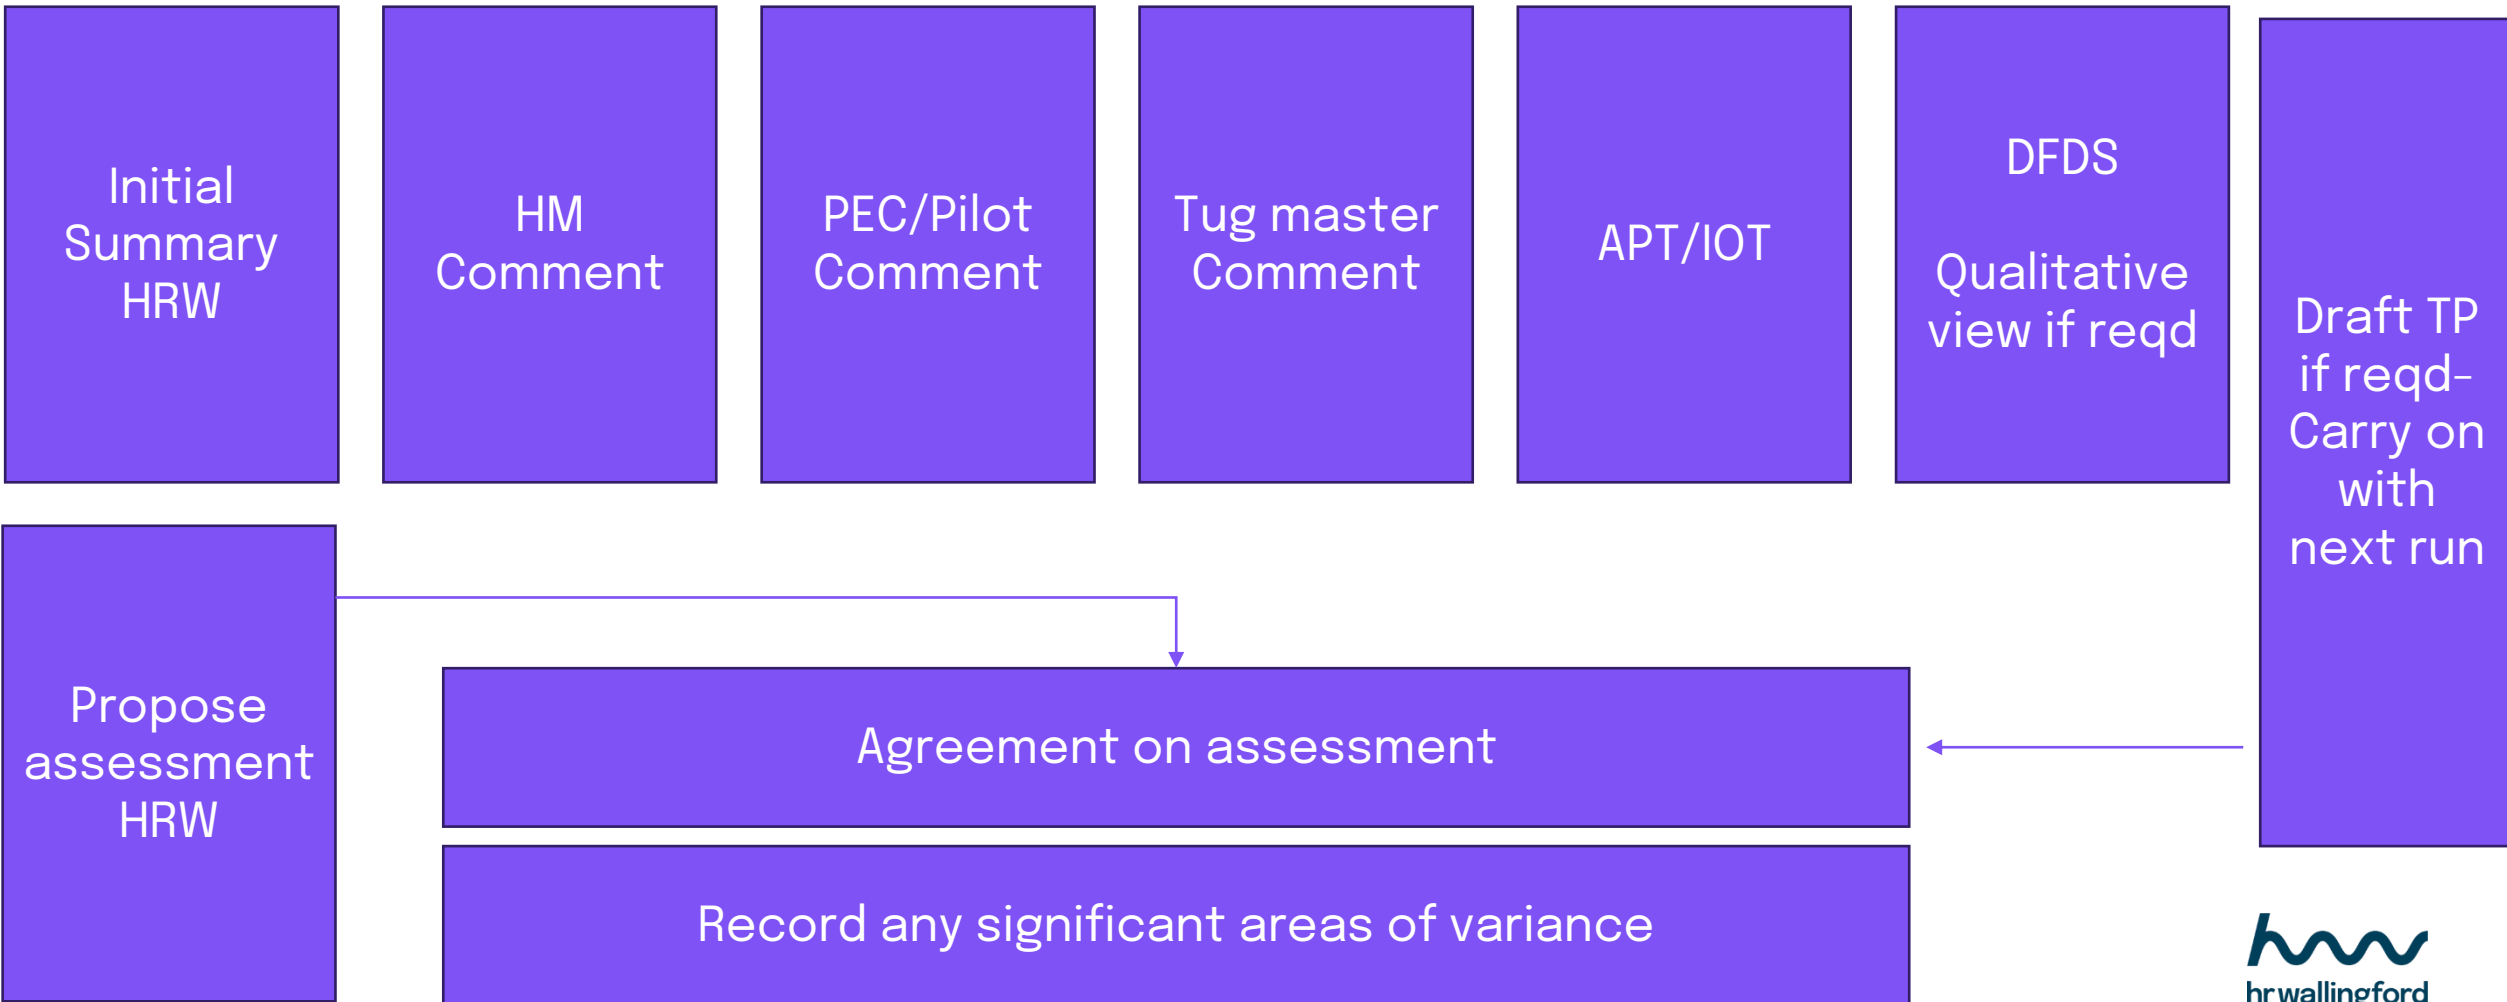 Initial
Summary
HRW
HM
Comment
PEC/Pilot
Comment
Tug master
Comment
APT/IOT
DFDS
Qualitative
view if reqd
Draft TP
if reqd-
Carry on
with
next run
Propose
assessment
HRW
Agreement on assessment
Record any significant areas of variance
hrwallingford